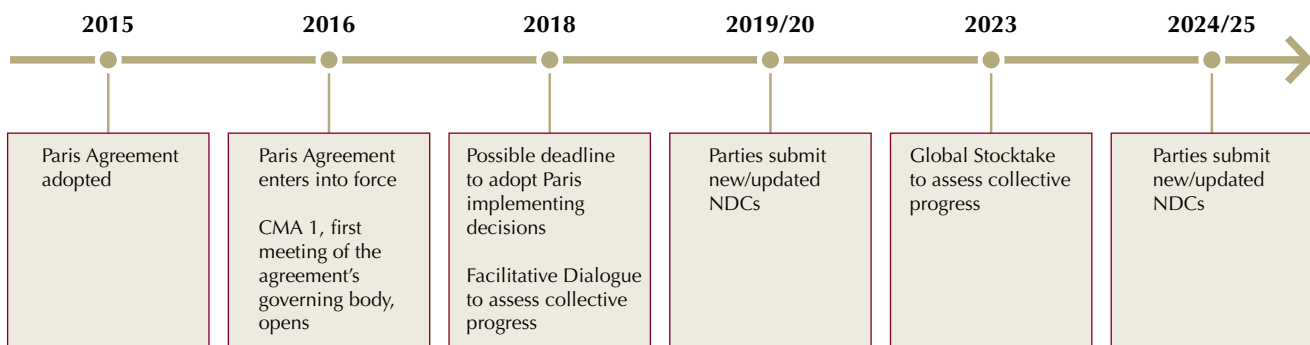 2015
2016
2018
2019/20
2023
2024/25
Paris Agreement
adopted
Paris Agreement
enters into force
CMA 1, first
meeting of the
agreement's
governing body,
opens
Possible deadline
to adopt Paris
implementing
decisions
Facilitative Dialogue
to assess collective
progress
Parties submit
new/updated
NDCs
Global Stocktake
to assess collective
progress
Parties submit
new/updated
NDCs